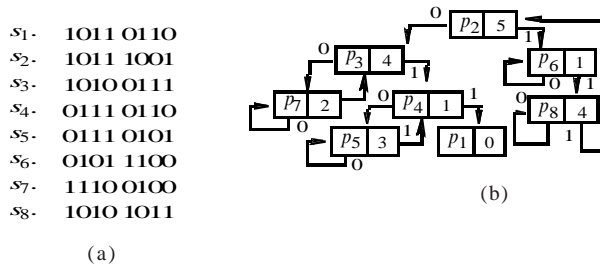 s1. 1011 0110
s2. 1011 1001
s3. 1010 0111
s4. 0111 0110
s5. 0111 0101
s6. 0101 1100
s7. 1110 0100
s8. 1010 1011
(a)
0 p2 5 1
p3 4
0 1
p6 1
0 1
p7 2
0
p4 1
0 1
0 p8 4
1
p5 3
0 1
p1 0
(b)